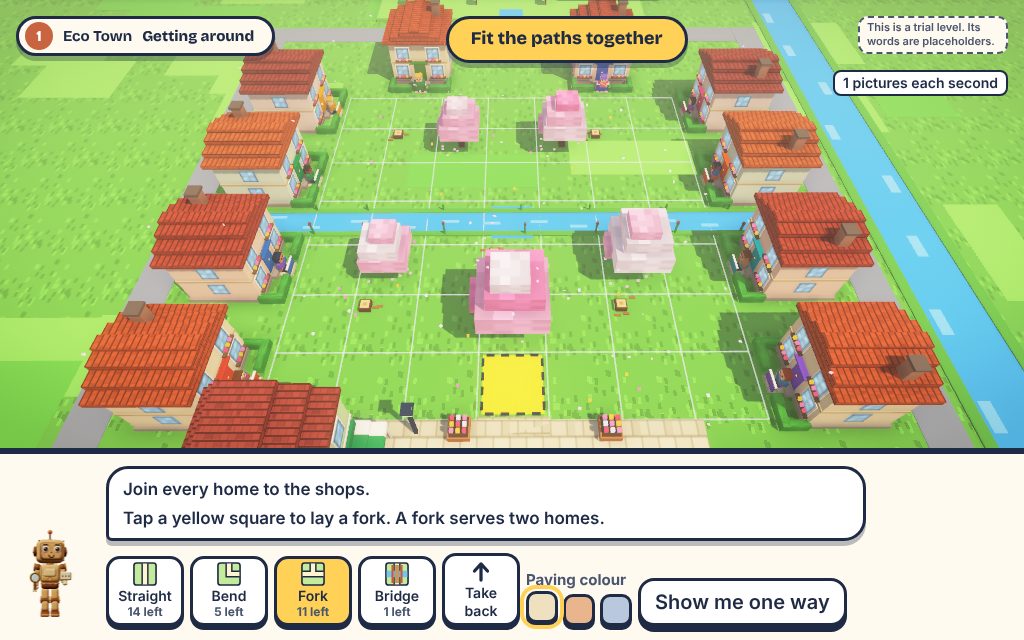 1 Eco Town Getting around
Fit the paths together
This is a trial level. Its
words are placeholders.
1 pictures each second
Join every home to the shops.
Tap a yellow square to lay a fork. A fork serves two homes.
Straight
14 left
Bend
5 left
Fork
11 left
Bridge
1 left
Take
back
Paving colour
Show me one way